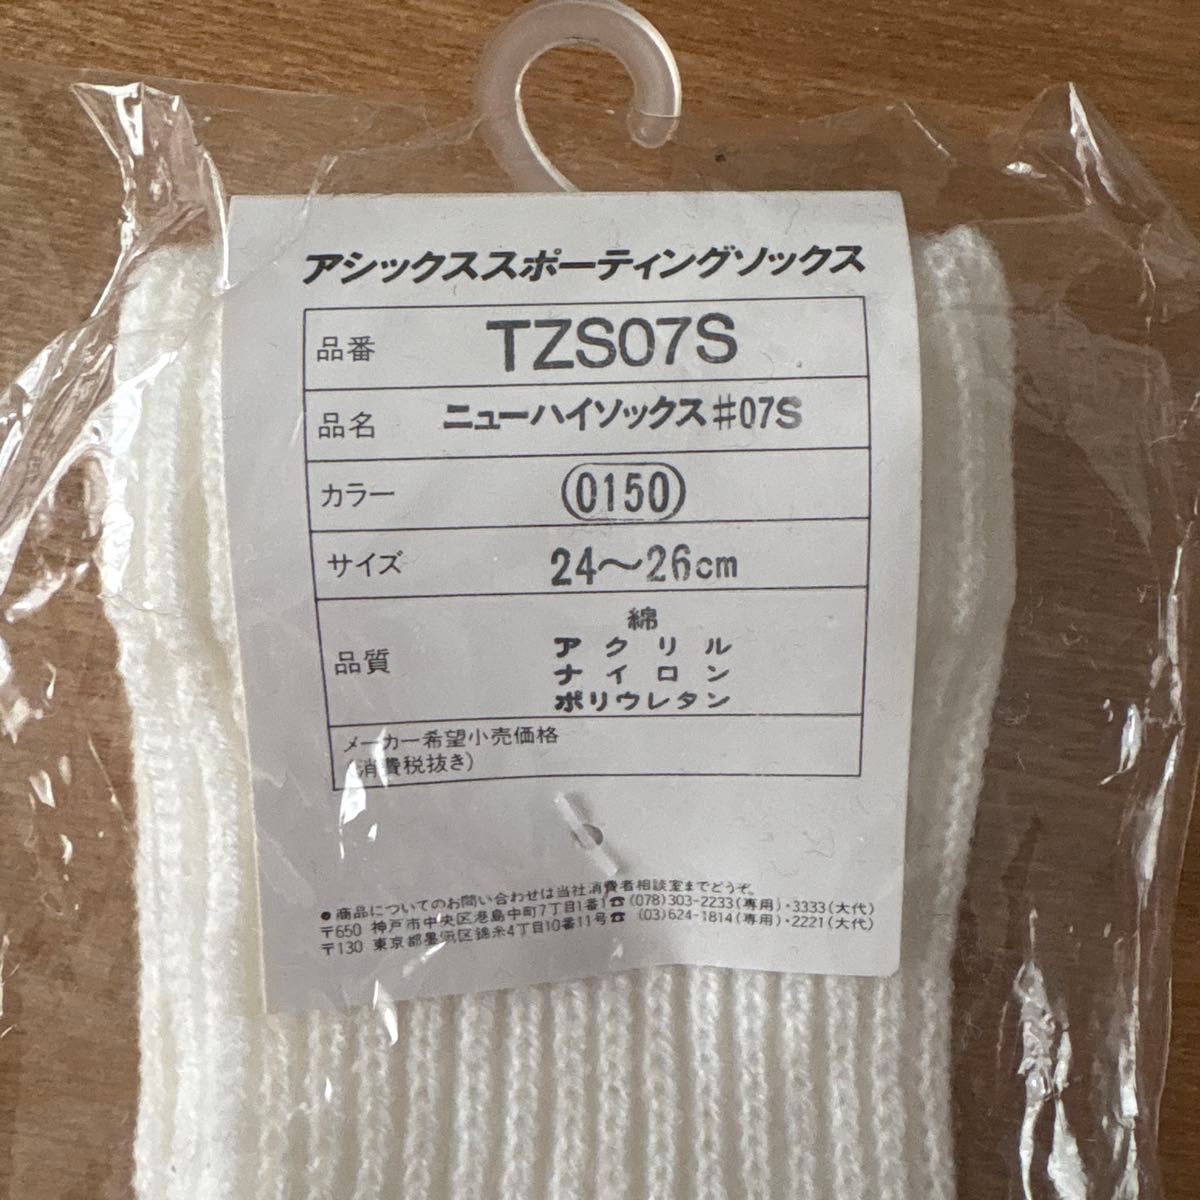 アシックススポーティングソックス
品番 TZS07S
品名 ニューハイソックス#07S
カラー (0150)
サイズ 24〜26cm
品質 綿
アクリル
ナイロン
ポリウレタン
メーカー希望小売価格
(消費税抜き)
●商品についてのお問い合わせは当社消費者相談室までどうぞ。
〒650 神戸市中央区港島中町7丁目1番1☎(078)303-2233(専用)・3333(大代)
〒130 東京都墨田区錦糸4丁目10番11号☎ (03)624-1814(専用)・2221(大代)